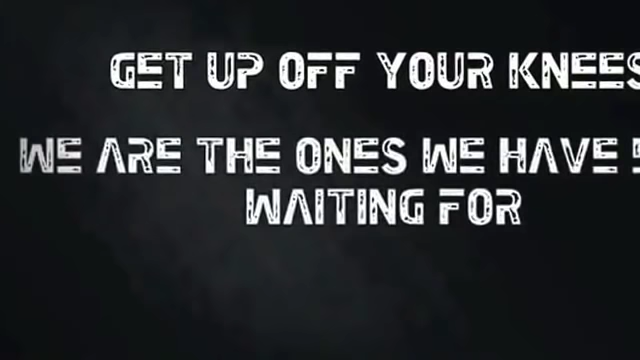 GET UP OFF YOUR KNEES
WE ARE THE ONES WE HAVE
WAITING FOR